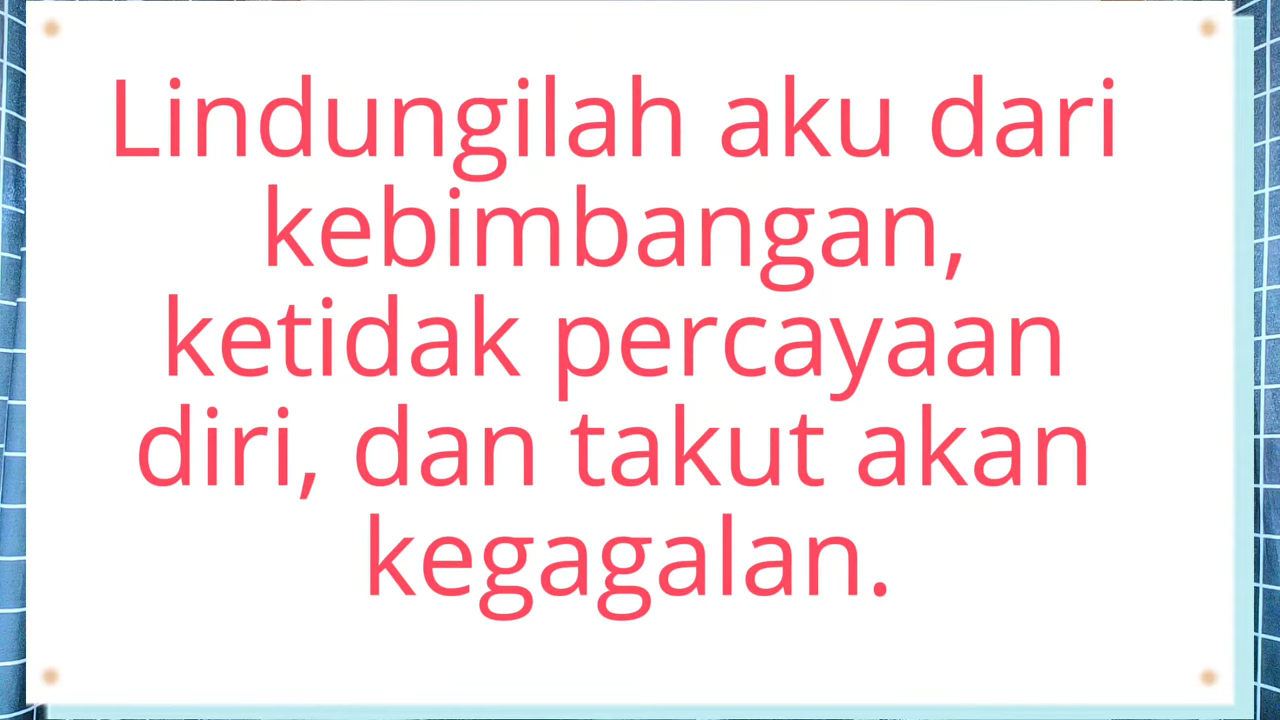 Lindungilah aku dari
kebimbangan,
ketidak percayaan
diri, dan takut akan
kegagalan.